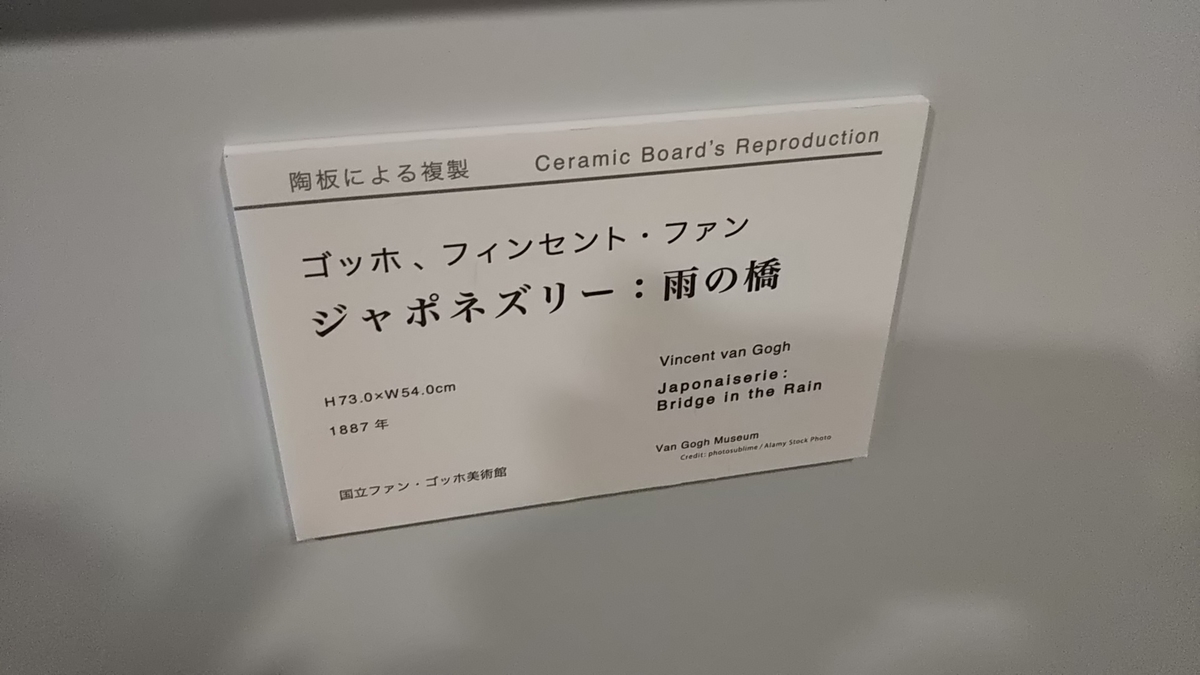 陶板による複製 Ceramic Board's Reproduction
ゴッホ、フィンセント・ファン
ジャポネズリー：雨の橋
Vincent van Gogh
Japonaiserie:
Bridge in the Rain
H73.0×W54.0cm
1887 年
Van Gogh Museum
Credit: photosublime / Alamy Stock Photo
国立ファン・ゴッホ美術館